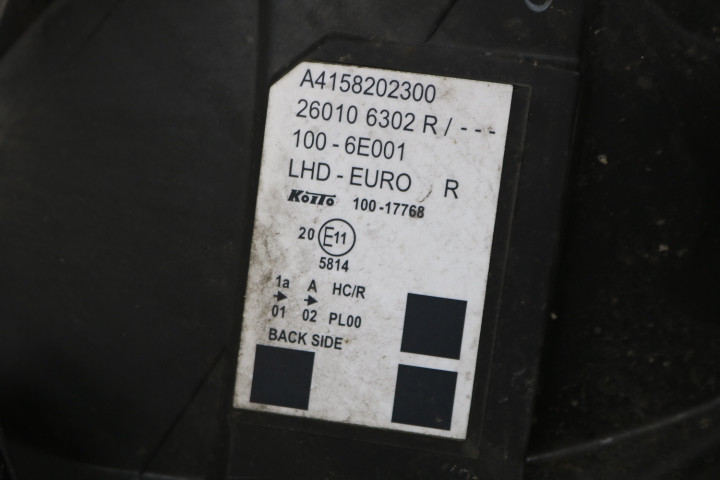 A4158202300
26010 6302 R / - - -
100 - 6E001
LHD - EURO R
KOITO 100 -17768
20 E11
5814
1a A HC/R
01 02 PL00
BACK SIDE